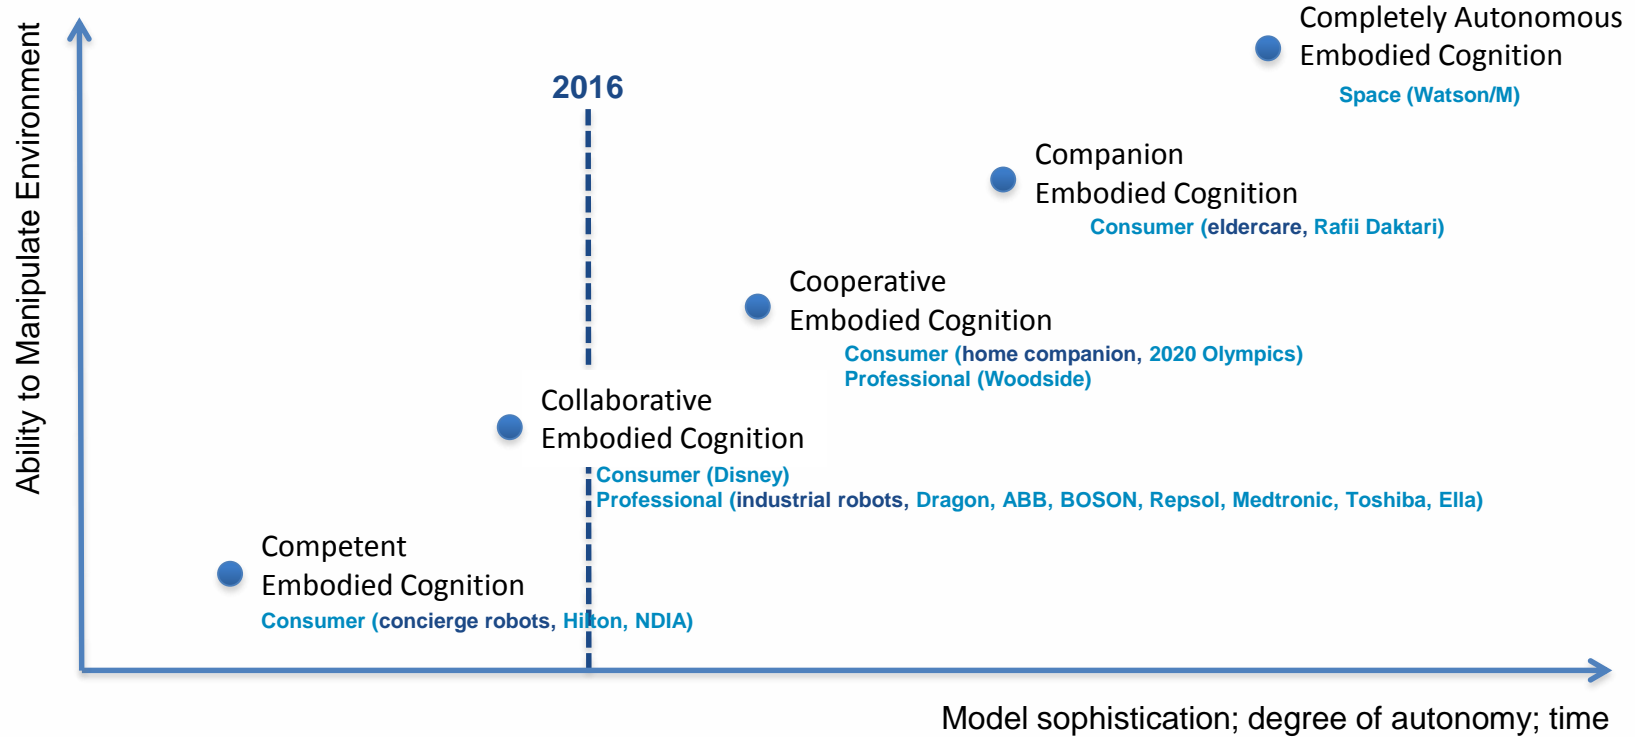 Ability to Manipulate Environment
2016
Completely Autonomous
Embodied Cognition
Space (Watson/M)
Companion
Embodied Cognition
Consumer (eldercare, Rafii Daktari)
Cooperative
Embodied Cognition
Consumer (home companion, 2020 Olympics)
Professional (Woodside)
Collaborative
Embodied Cognition
Consumer (Disney)
Professional (industrial robots, Dragon, ABB, BOSON, Repsol, Medtronic, Toshiba, Ella)
Competent
Embodied Cognition
Consumer (concierge robots, Hilton, NDIA)
Model sophistication; degree of autonomy; time